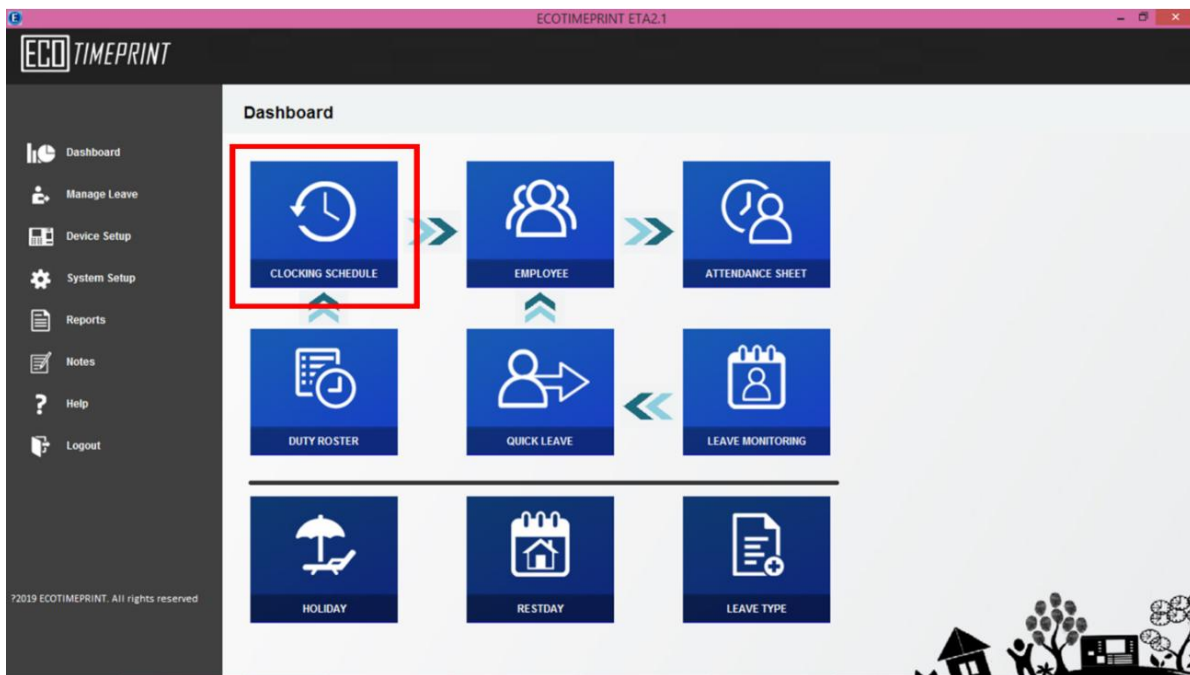 ECOTIMEPRINT ETA2.1
ECO TIMEPRINT
Dashboard
Manage Leave
Device Setup
System Setup
Reports
Notes
Help
Logout
?2019 ECOTIMEPRINT. All rights reserved
Dashboard
CLOCKING SCHEDULE
EMPLOYEE
ATTENDANCE SHEET
DUTY ROSTER
QUICK LEAVE
LEAVE MONITORING
HOLIDAY
RESTDAY
LEAVE TYPE